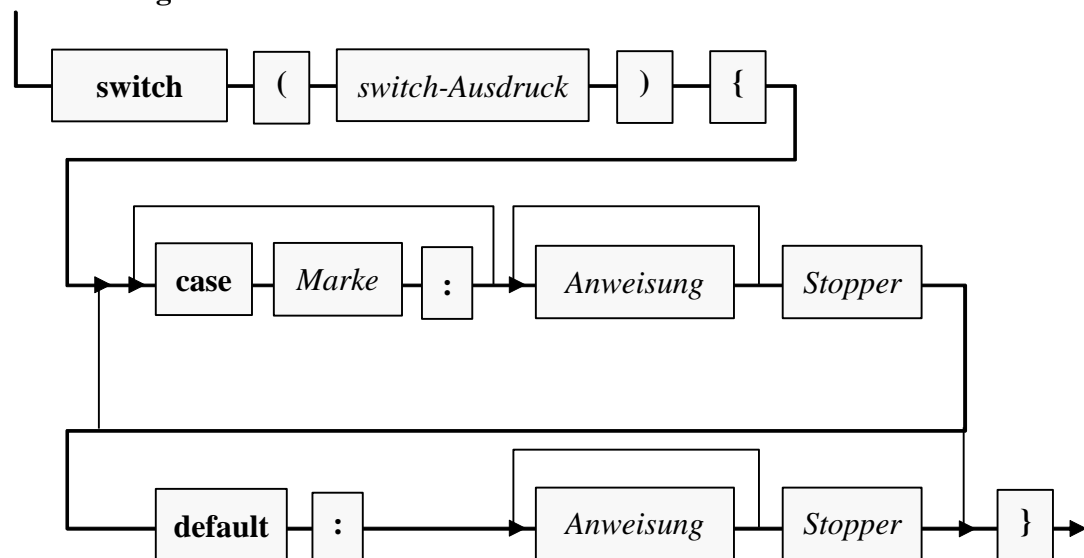 switch ( switch-Ausdruck ) {
case Marke : Anweisung Stopper
default : Anweisung Stopper }